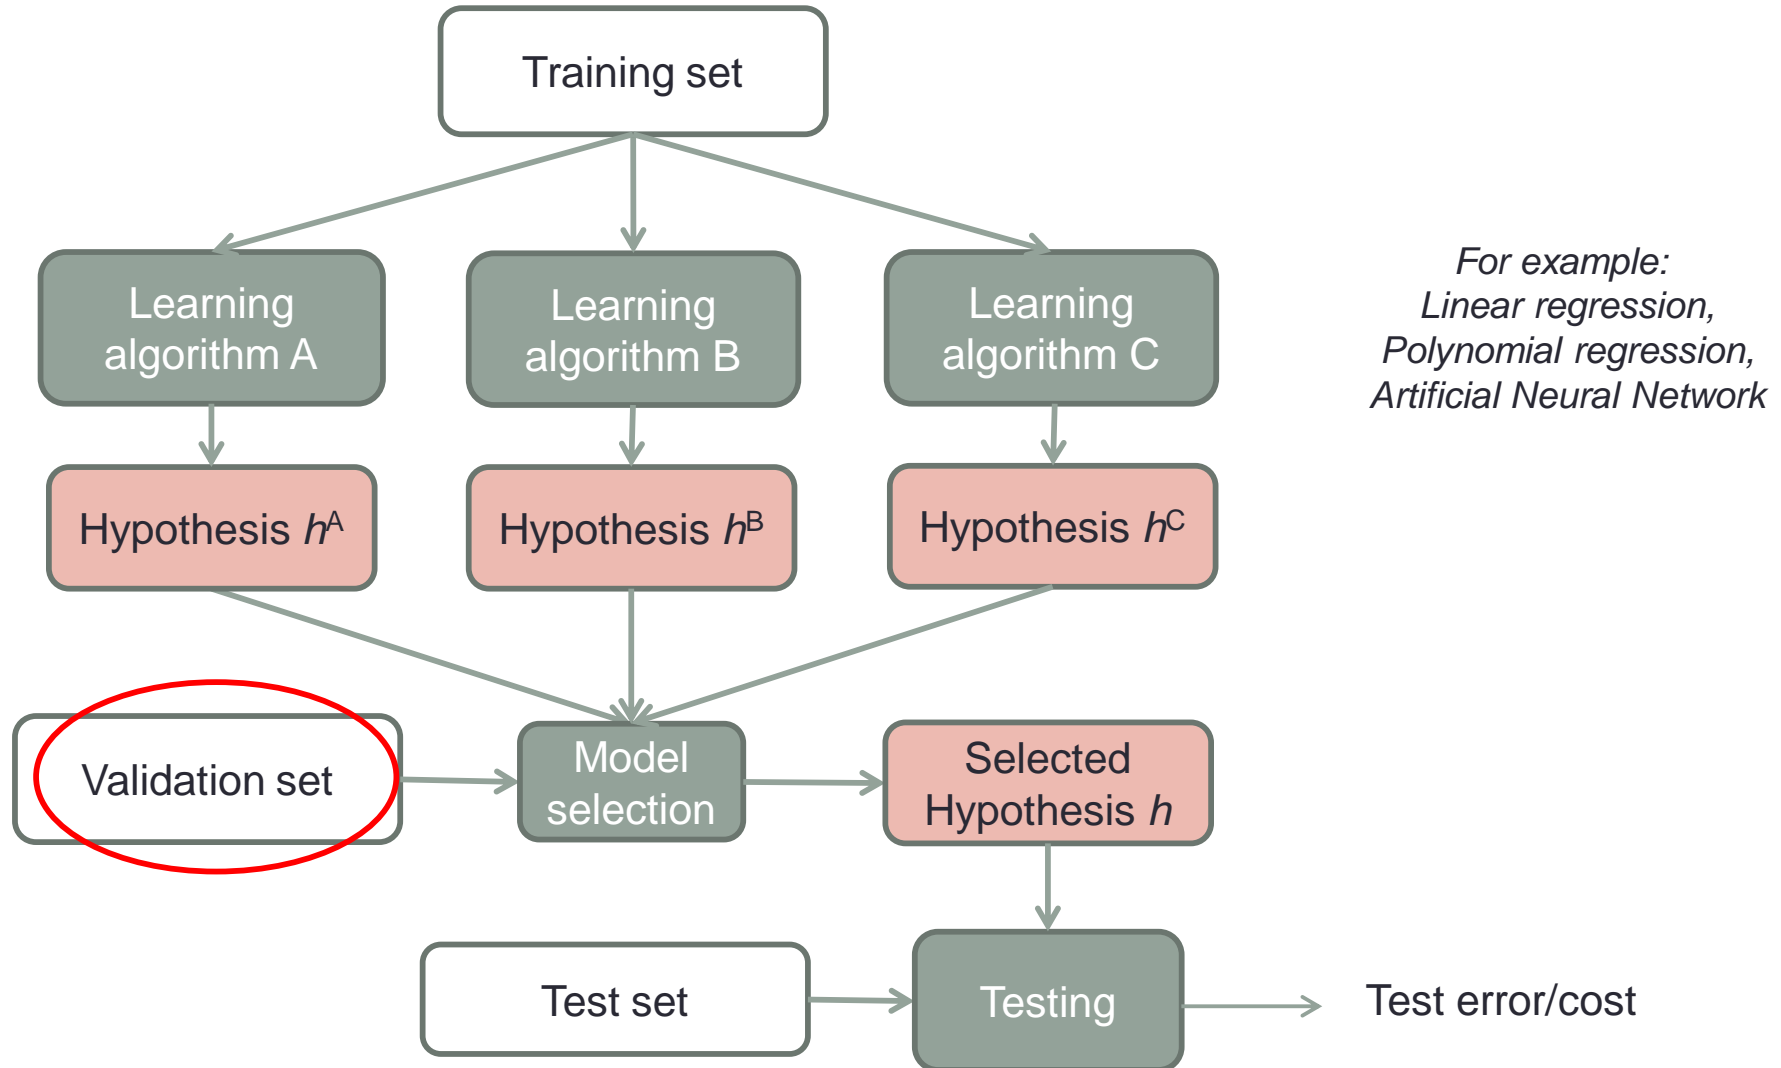 Training set
Learning
algorithm A
Learning
algorithm B
Learning
algorithm C
For example:
Linear regression,
Polynomial regression,
Artificial Neural Network
Hypothesis hᴬ
Hypothesis hᴮ
Hypothesis hᶜ
Validation set
Model
selection
Selected
Hypothesis h
Test set
Testing
Test error/cost